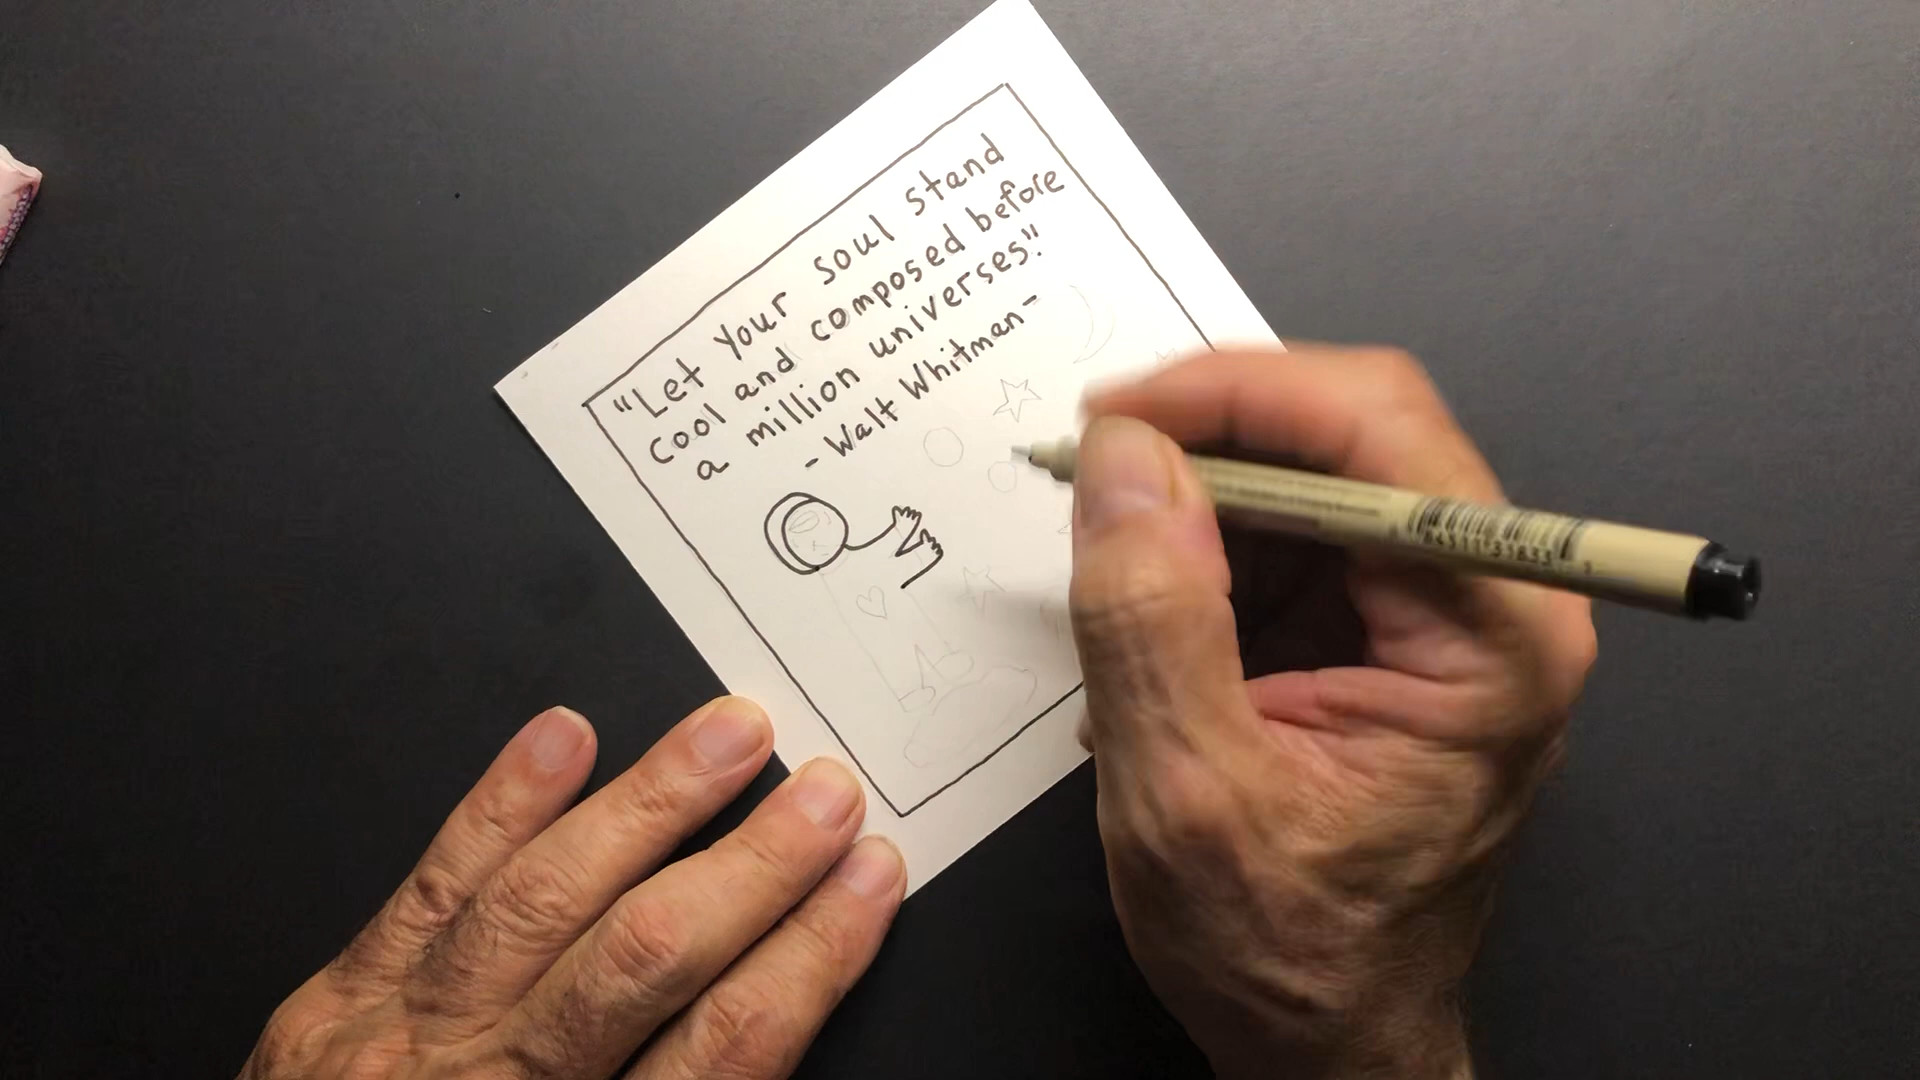 "Let your soul stand
cool and composed before
a million universes."
- Walt Whitman -